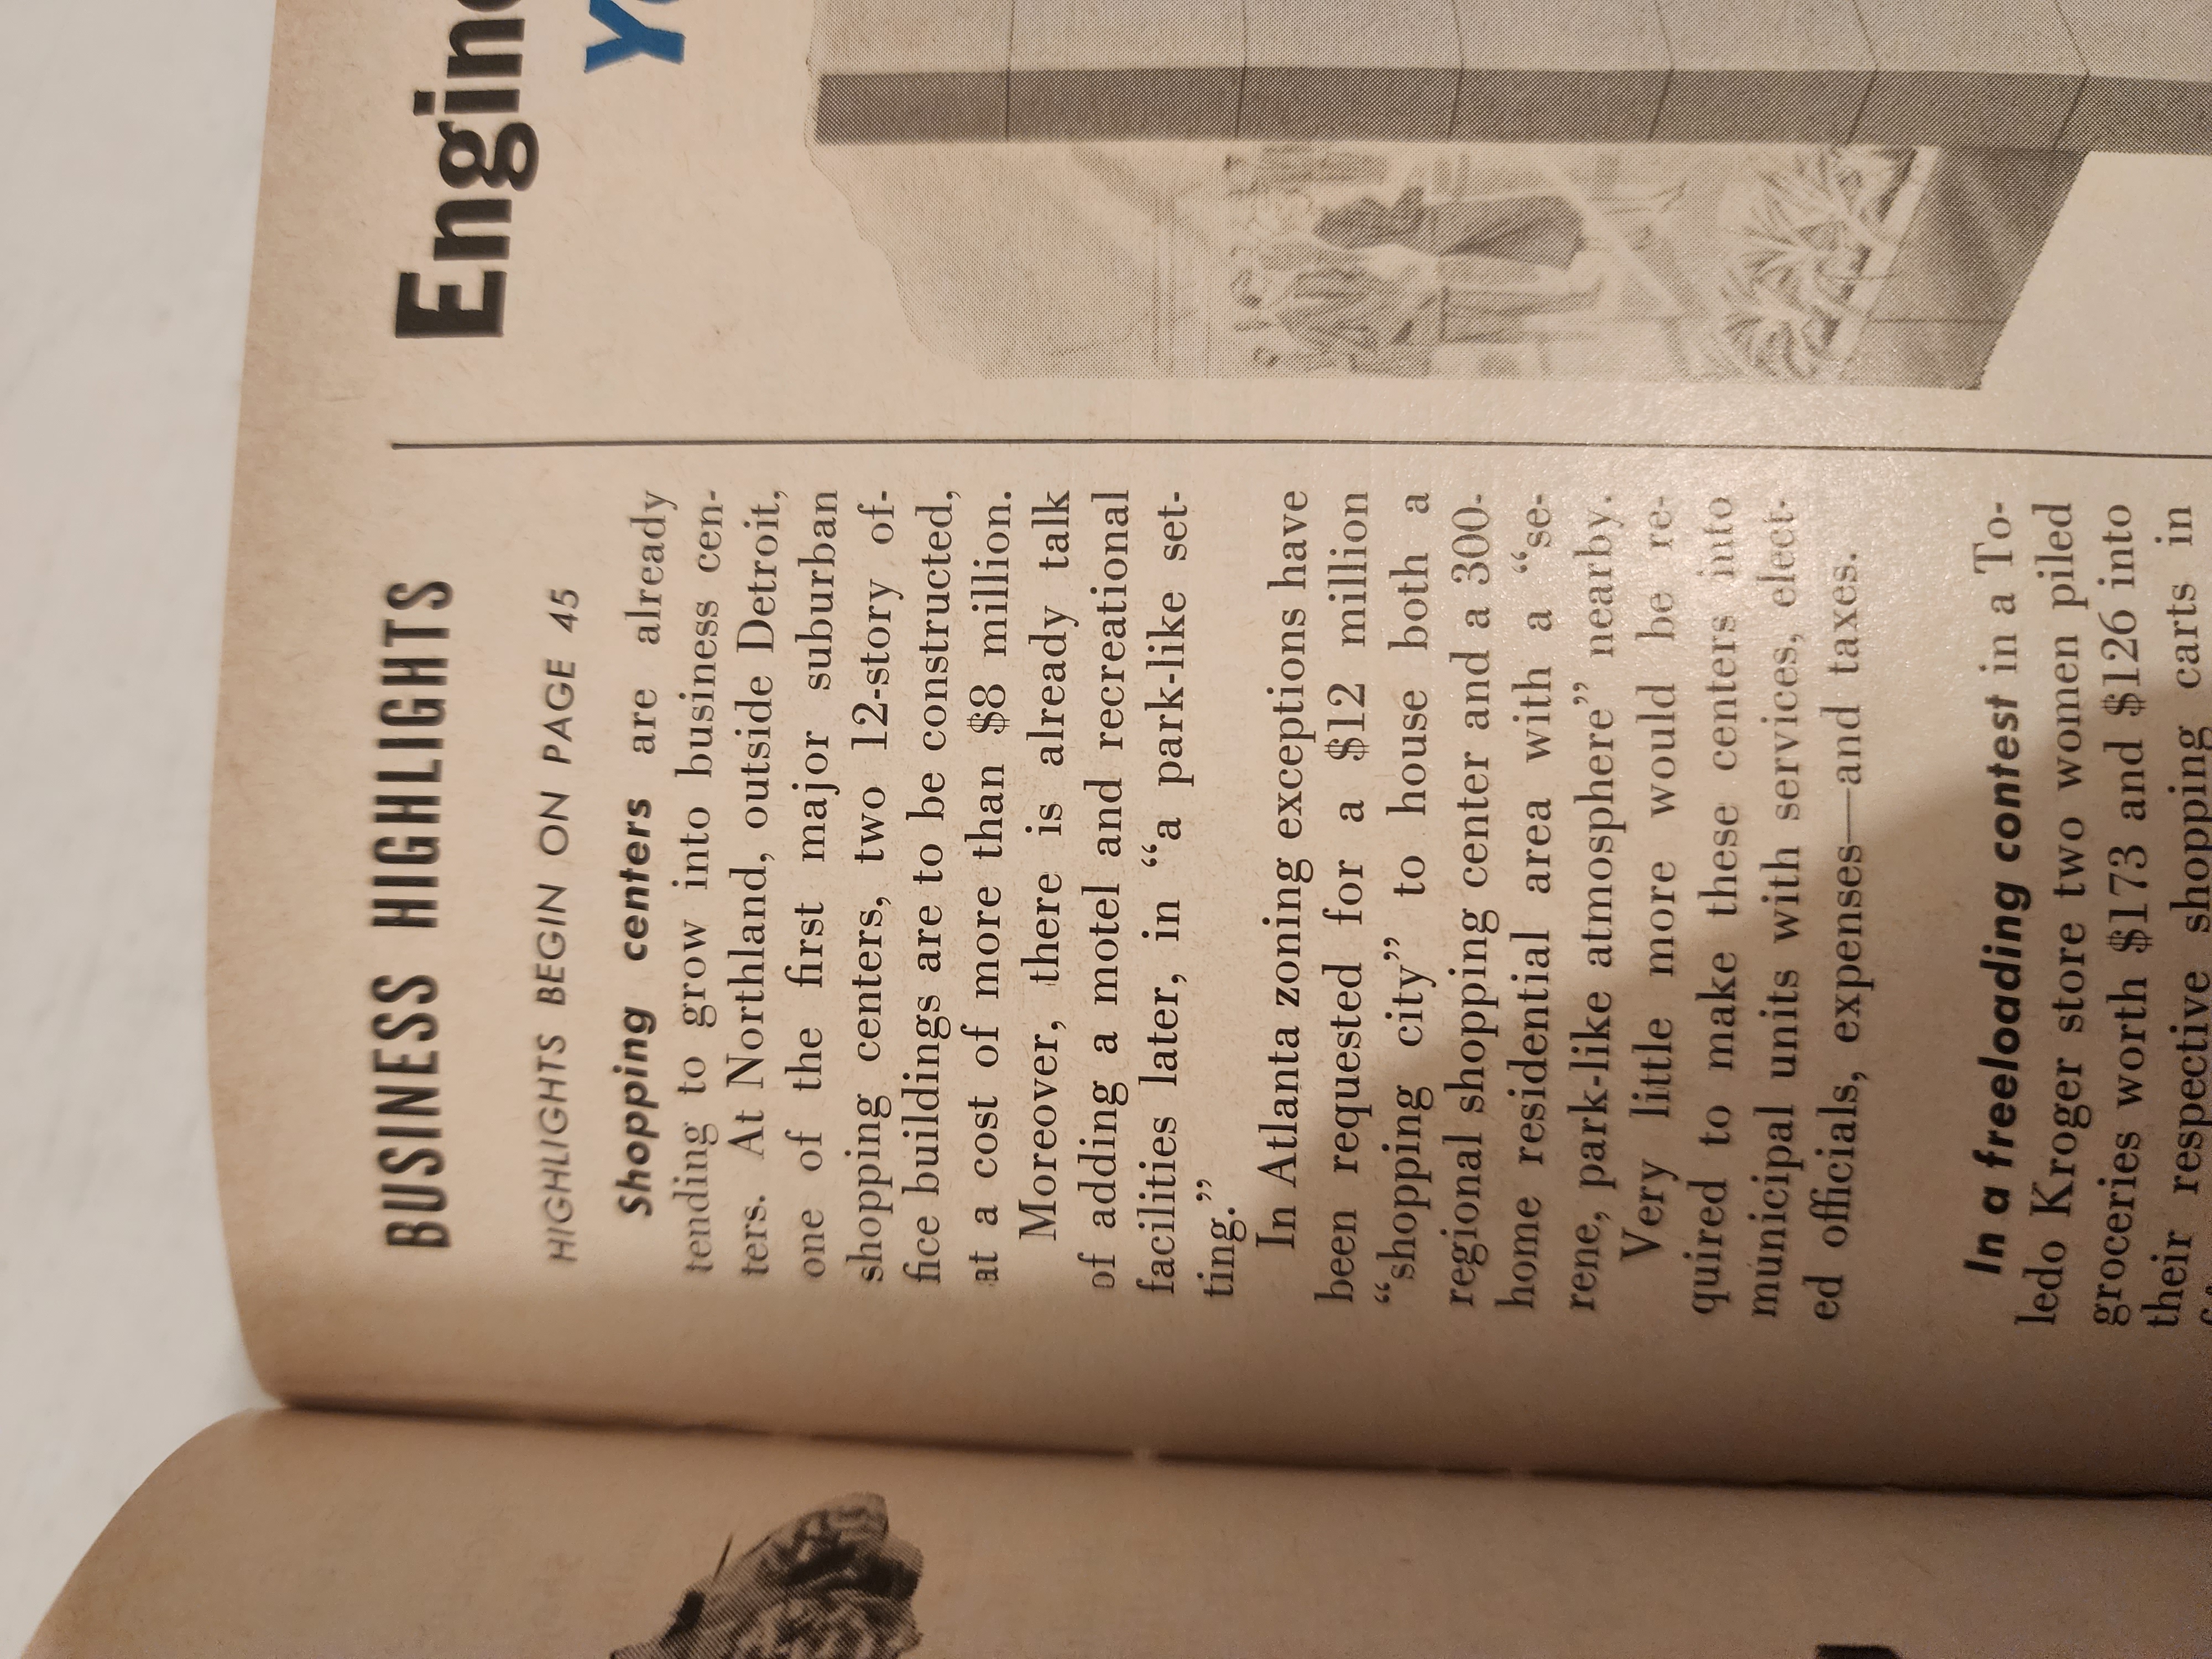 BUSINESS HIGHLIGHTS
HIGHLIGHTS BEGIN ON PAGE 45
Shopping centers are already
tending to grow into business cen-
ters. At Northland, outside Detroit,
one of the first major suburban
shopping centers, two 12-story of-
fice buildings are to be constructed,
at a cost of more than $8 million.
Moreover, there is already talk
of adding a motel and recreational
facilities later, in “a park-like set-
ting.”
In Atlanta zoning exceptions have
been requested for a $12 million
“shopping city” to house both a
regional shopping center and a 300-
home residential area with a “se-
rene, park-like atmosphere” nearby.
Very little more would be re-
quired to make these centers into
municipal units with services, elect-
ed officials, expenses—and taxes.
In a freeloading contest in a To-
ledo Kroger store two women piled
groceries worth $173 and $126 into
their respective shopping carts in
Engin